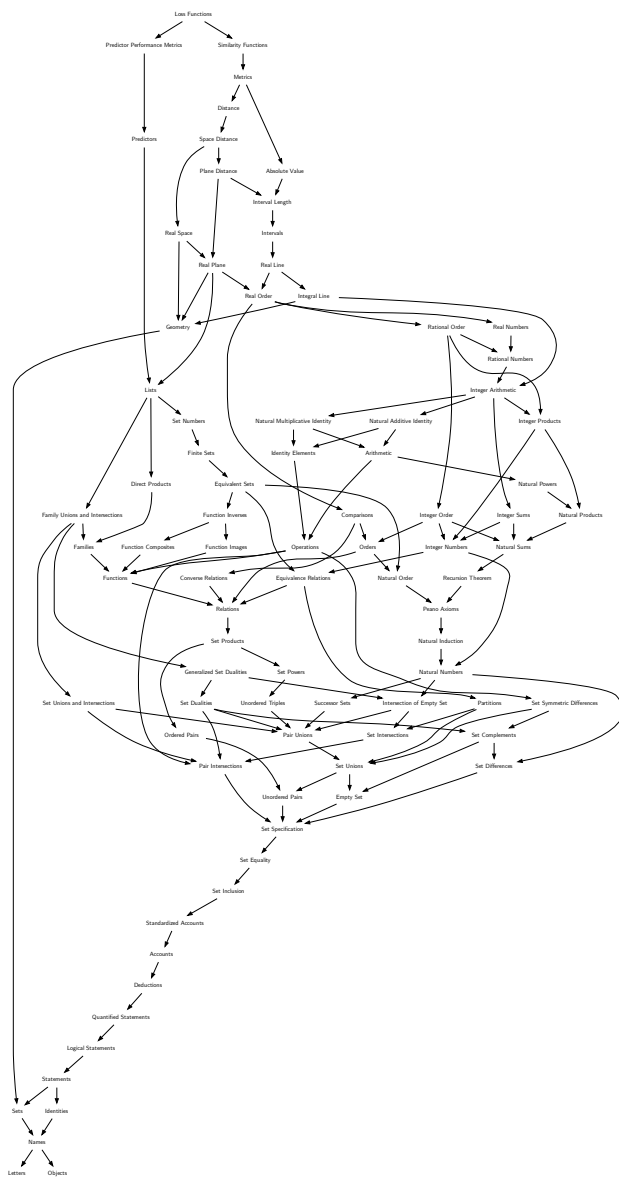 Loss Functions
Predictor Performance Metrics
Similarity Functions
Metrics
Distance
Predictors
Space Distance
Plane Distance
Absolute Value
Interval Length
Real Space
Intervals
Real Plane
Real Line
Real Order
Integral Line
Geometry
Rational Order
Real Numbers
Rational Numbers
Lists
Integer Arithmetic
Set Numbers
Natural Multiplicative Identity
Natural Additive Identity
Integer Products
Finite Sets
Identity Elements
Arithmetic
Direct Products
Equivalent Sets
Natural Powers
Family Unions and Intersections
Function Inverses
Comparisons
Integer Order
Integer Sums
Natural Products
Families
Function Composites
Function Images
Operations
Orders
Integer Numbers
Natural Sums
Functions
Converse Relations
Equivalence Relations
Natural Order
Recursion Theorem
Relations
Peano Axioms
Set Products
Natural Induction
Generalized Set Dualities
Set Powers
Natural Numbers
Set Unions and Intersections
Set Dualities
Unordered Triples
Successor Sets
Intersection of Empty Set
Partitions
Set Symmetric Differences
Ordered Pairs
Pair Unions
Set Intersections
Set Complements
Pair Intersections
Set Unions
Set Differences
Unordered Pairs
Empty Set
Set Specification
Set Equality
Set Inclusion
Standardized Accounts
Accounts
Deductions
Quantified Statements
Logical Statements
Statements
Sets
Identities
Names
Letters
Objects